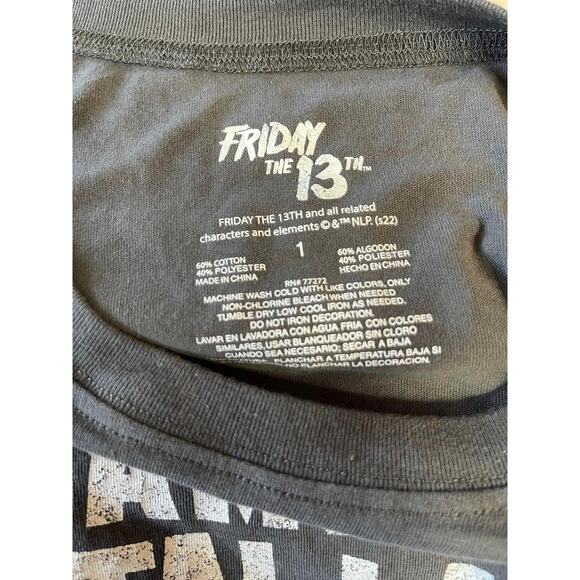 FRIDAY
THE 13TH™
FRIDAY THE 13TH and all related
characters and elements © &™ NLP. (s22)
1
60% COTTON
40% POLYESTER
MADE IN CHINA
60% ALGODON
40% POLYESTER
HECHO EN CHINA
RN# 77272
MACHINE WASH COLD WITH LIKE COLORS, ONLY
NON-CHLORINE BLEACH WHEN NEEDED
TUMBLE DRY LOW COOL IRON AS NEEDED.
DO NOT IRON DECORATION.
LAVAR EN LAVADORA CON AGUA FRIA CON COLORES
SIMILARES, USAR BLANQUEADOR SIN CLORO
CUANDO SEA NECESARIO; SECAR A BAJA
PLANCHAR A TEMPERATURA BAJA SI
NO PLANCHAR LA DECORACION.